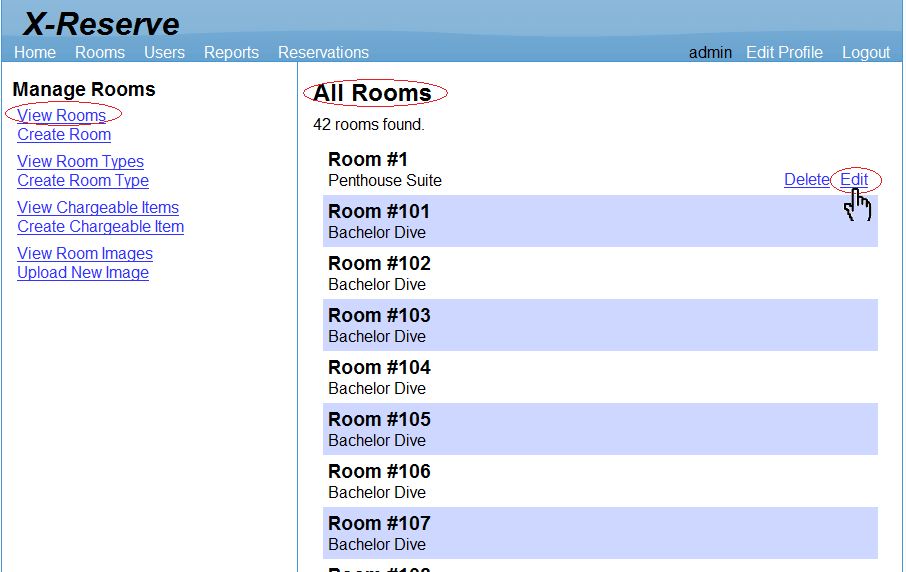 X-Reserve
Home Rooms Users Reports Reservations admin Edit Profile Logout
Manage Rooms
View Rooms
Create Room
View Room Types
Create Room Type
View Chargeable Items
Create Chargeable Item
View Room Images
Upload New Image
All Rooms
42 rooms found.
Room #1
Penthouse Suite Delete Edit
Room #101
Bachelor Dive
Room #102
Bachelor Dive
Room #103
Bachelor Dive
Room #104
Bachelor Dive
Room #105
Bachelor Dive
Room #106
Bachelor Dive
Room #107
Bachelor Dive